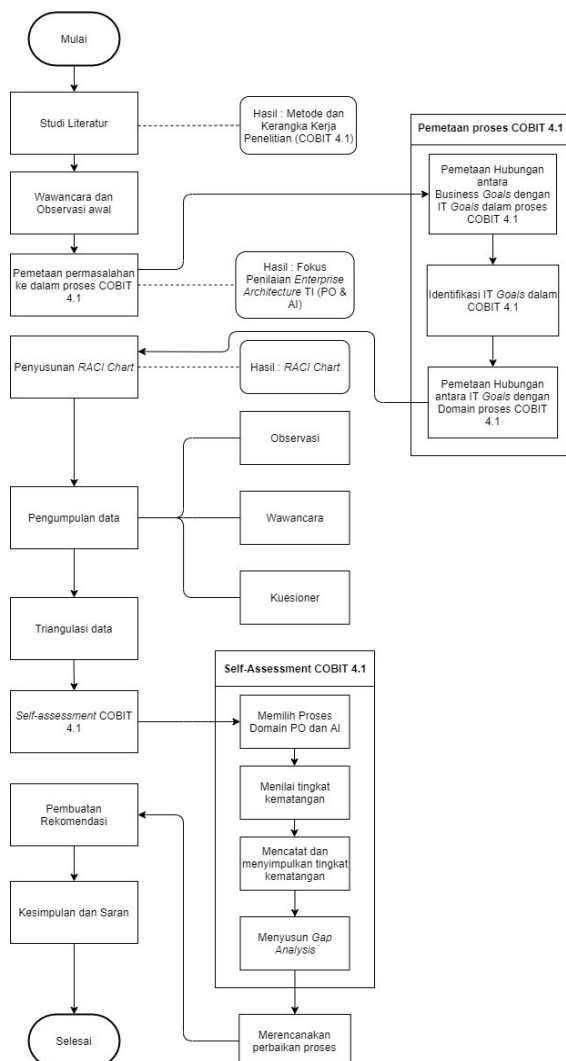 Mulai
Studi Literatur
Hasil : Metode dan
Kerangka Kerja
Penelitian (COBIT 4.1)
Wawancara dan
Observasi awal
Pemetaan permasalahan
ke dalam proses COBIT
4.1
Hasil : Fokus
Penilaian Enterprise
Architecture TI (PO &
AI)
Pemetaan proses COBIT 4.1
Pemetaan Hubungan
antara
Business Goals dengan
IT Goals dalam proses
COBIT 4.1
Identifikasi IT Goals dalam
COBIT 4.1
Pemetaan Hubungan
antara IT Goals dengan
Domain proses COBIT
4.1
Penyusunan RACI Chart
Hasil : RACI Chart
Pengumpulan data
Observasi
Wawancara
Kuesioner
Triangulasi data
Self-assessment COBIT
4.1
Self-Assessment COBIT 4.1
Memilih Proses
Domain PO dan AI
Menilai tingkat
kematangan
Mencatat dan
menyimpulkan tingkat
kematangan
Menyusun Gap
Analysis
Merencanakan
perbaikan proses
Pembuatan
Rekomendasi
Kesimpulan dan Saran
Selesai